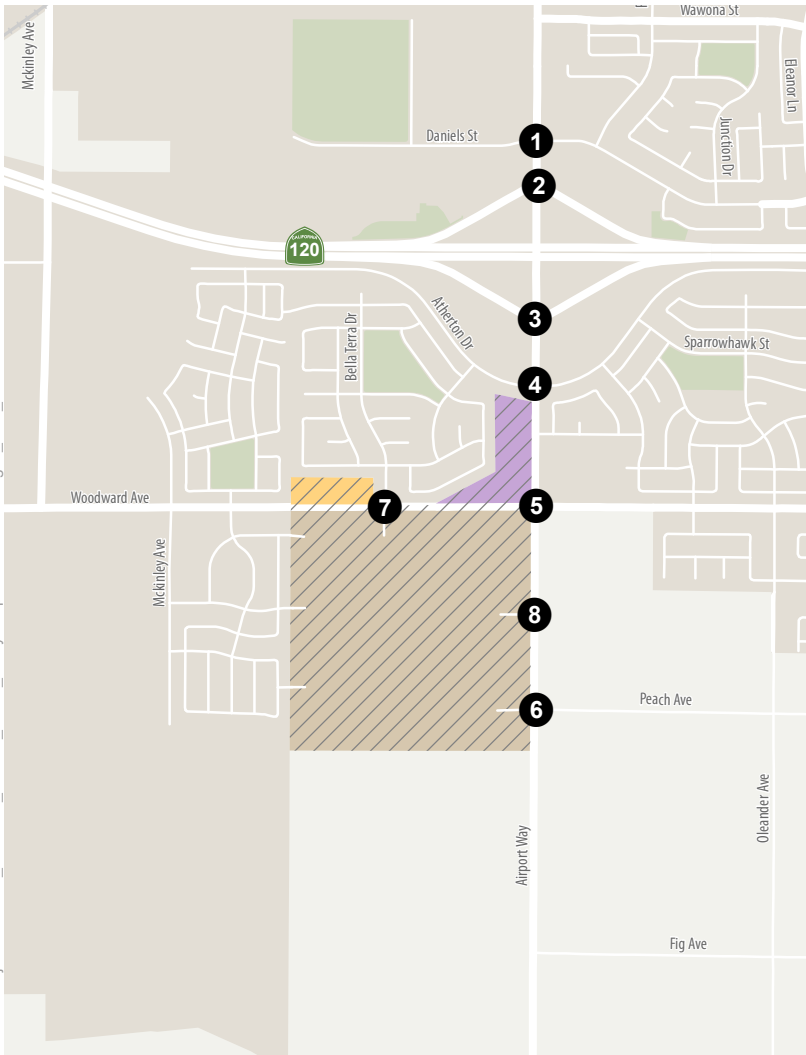 Wawona St
Mckinley Ave
Eleanor Ln
Junction Dr
Daniels St
1
2
CALIFORNIA
120
3
Atherton Dr
Bella Terra Dr
Sparrowhawk St
4
Woodward Ave
7
5
Mckinley Ave
8
6
Peach Ave
Oleander Ave
Airport Way
Fig Ave